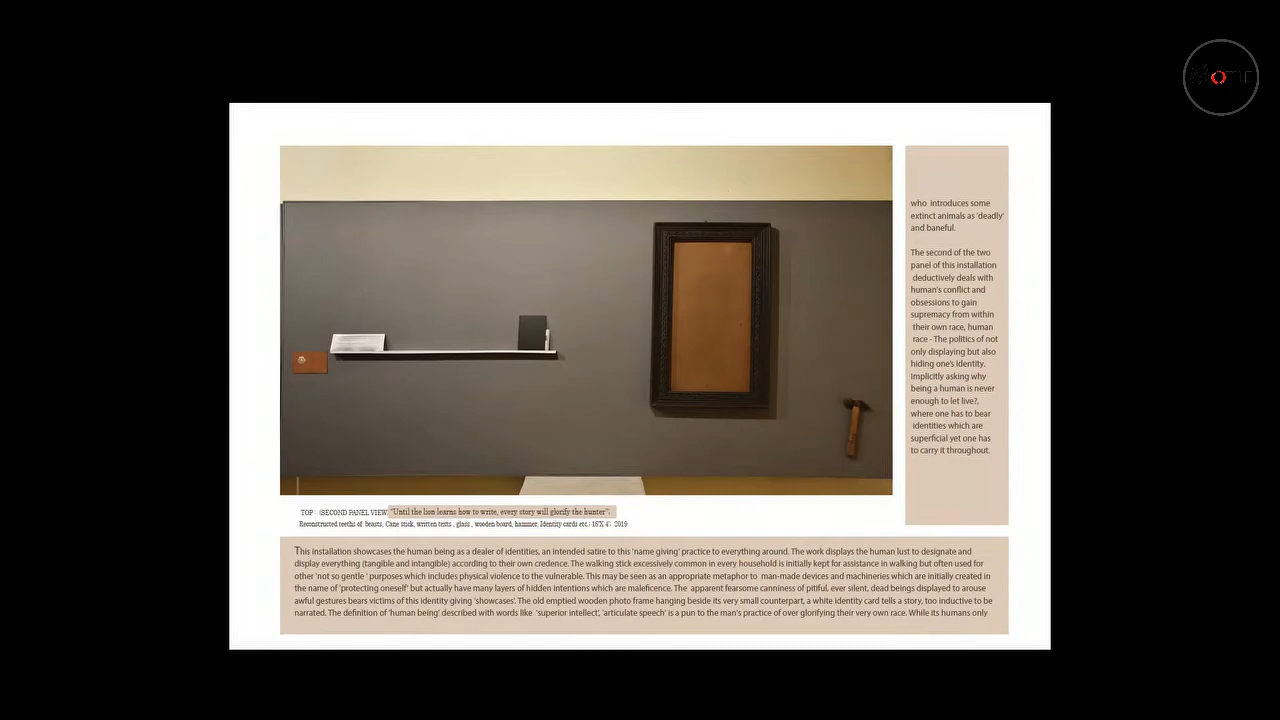 TOP : (SECOND PANEL VIEW) "Until the lion learns how to write, every story will glorify the hunter".
Reconstructed teeths of beasts, Cane stick, written texts , glass , wooden board, hammer, Identity cards etc.; 16'X 4'; 2019
This installation showcases the human being as a dealer of identities, an intended satire to this 'name giving' practice to everything around. The work displays the human lust to designate and
display everything (tangible and intangible) according to their own credence. The walking stick excessively common in every household is initially kept for assistance in walking but often used for
other 'not so gentle ' purposes which includes physical violence to the vulnerable. This may be seen as an appropriate metaphor to man-made devices and machineries which are initially created in
the name of 'protecting oneself' but actually have many layers of hidden intentions which are maleficence. The apparent fearsome canniness of pitiful, ever silent, dead beings displayed to arouse
awful gestures bears victims of this identity giving 'showcases'. The old emptied wooden photo frame hanging beside its very small counterpart, a white identity card tells a story, too inductive to be
narrated. The definition of 'human being' described with words like 'superior intellect', 'articulate speech' is a pun to the man's practice of over glorifying their very own race. While its humans only
who introduces some
extinct animals as 'deadly'
and baneful.
The second of the two
panel of this installation
deductively deals with
human's conflict and
obsessions to gain
supremacy from within
their own race, human
race - The politics of not
only displaying but also
hiding one's identity.
Implicitly asking why
being a human is never
enough to let live?,
where one has to bear
identities which are
superficial yet one has
to carry it throughout.